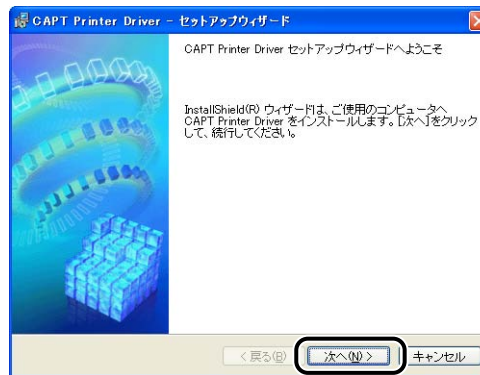 CAPT Printer Driver - セットアップウィザード
CAPT Printer Driver セットアップウィザードへようこそ
InstallShield(R) ウィザードは、ご使用のコンピュータへ
CAPT Printer Driver をインストールします。[次へ]をクリック
して、続行してください。
< 戻る(B)
次へ(N) >
キャンセル